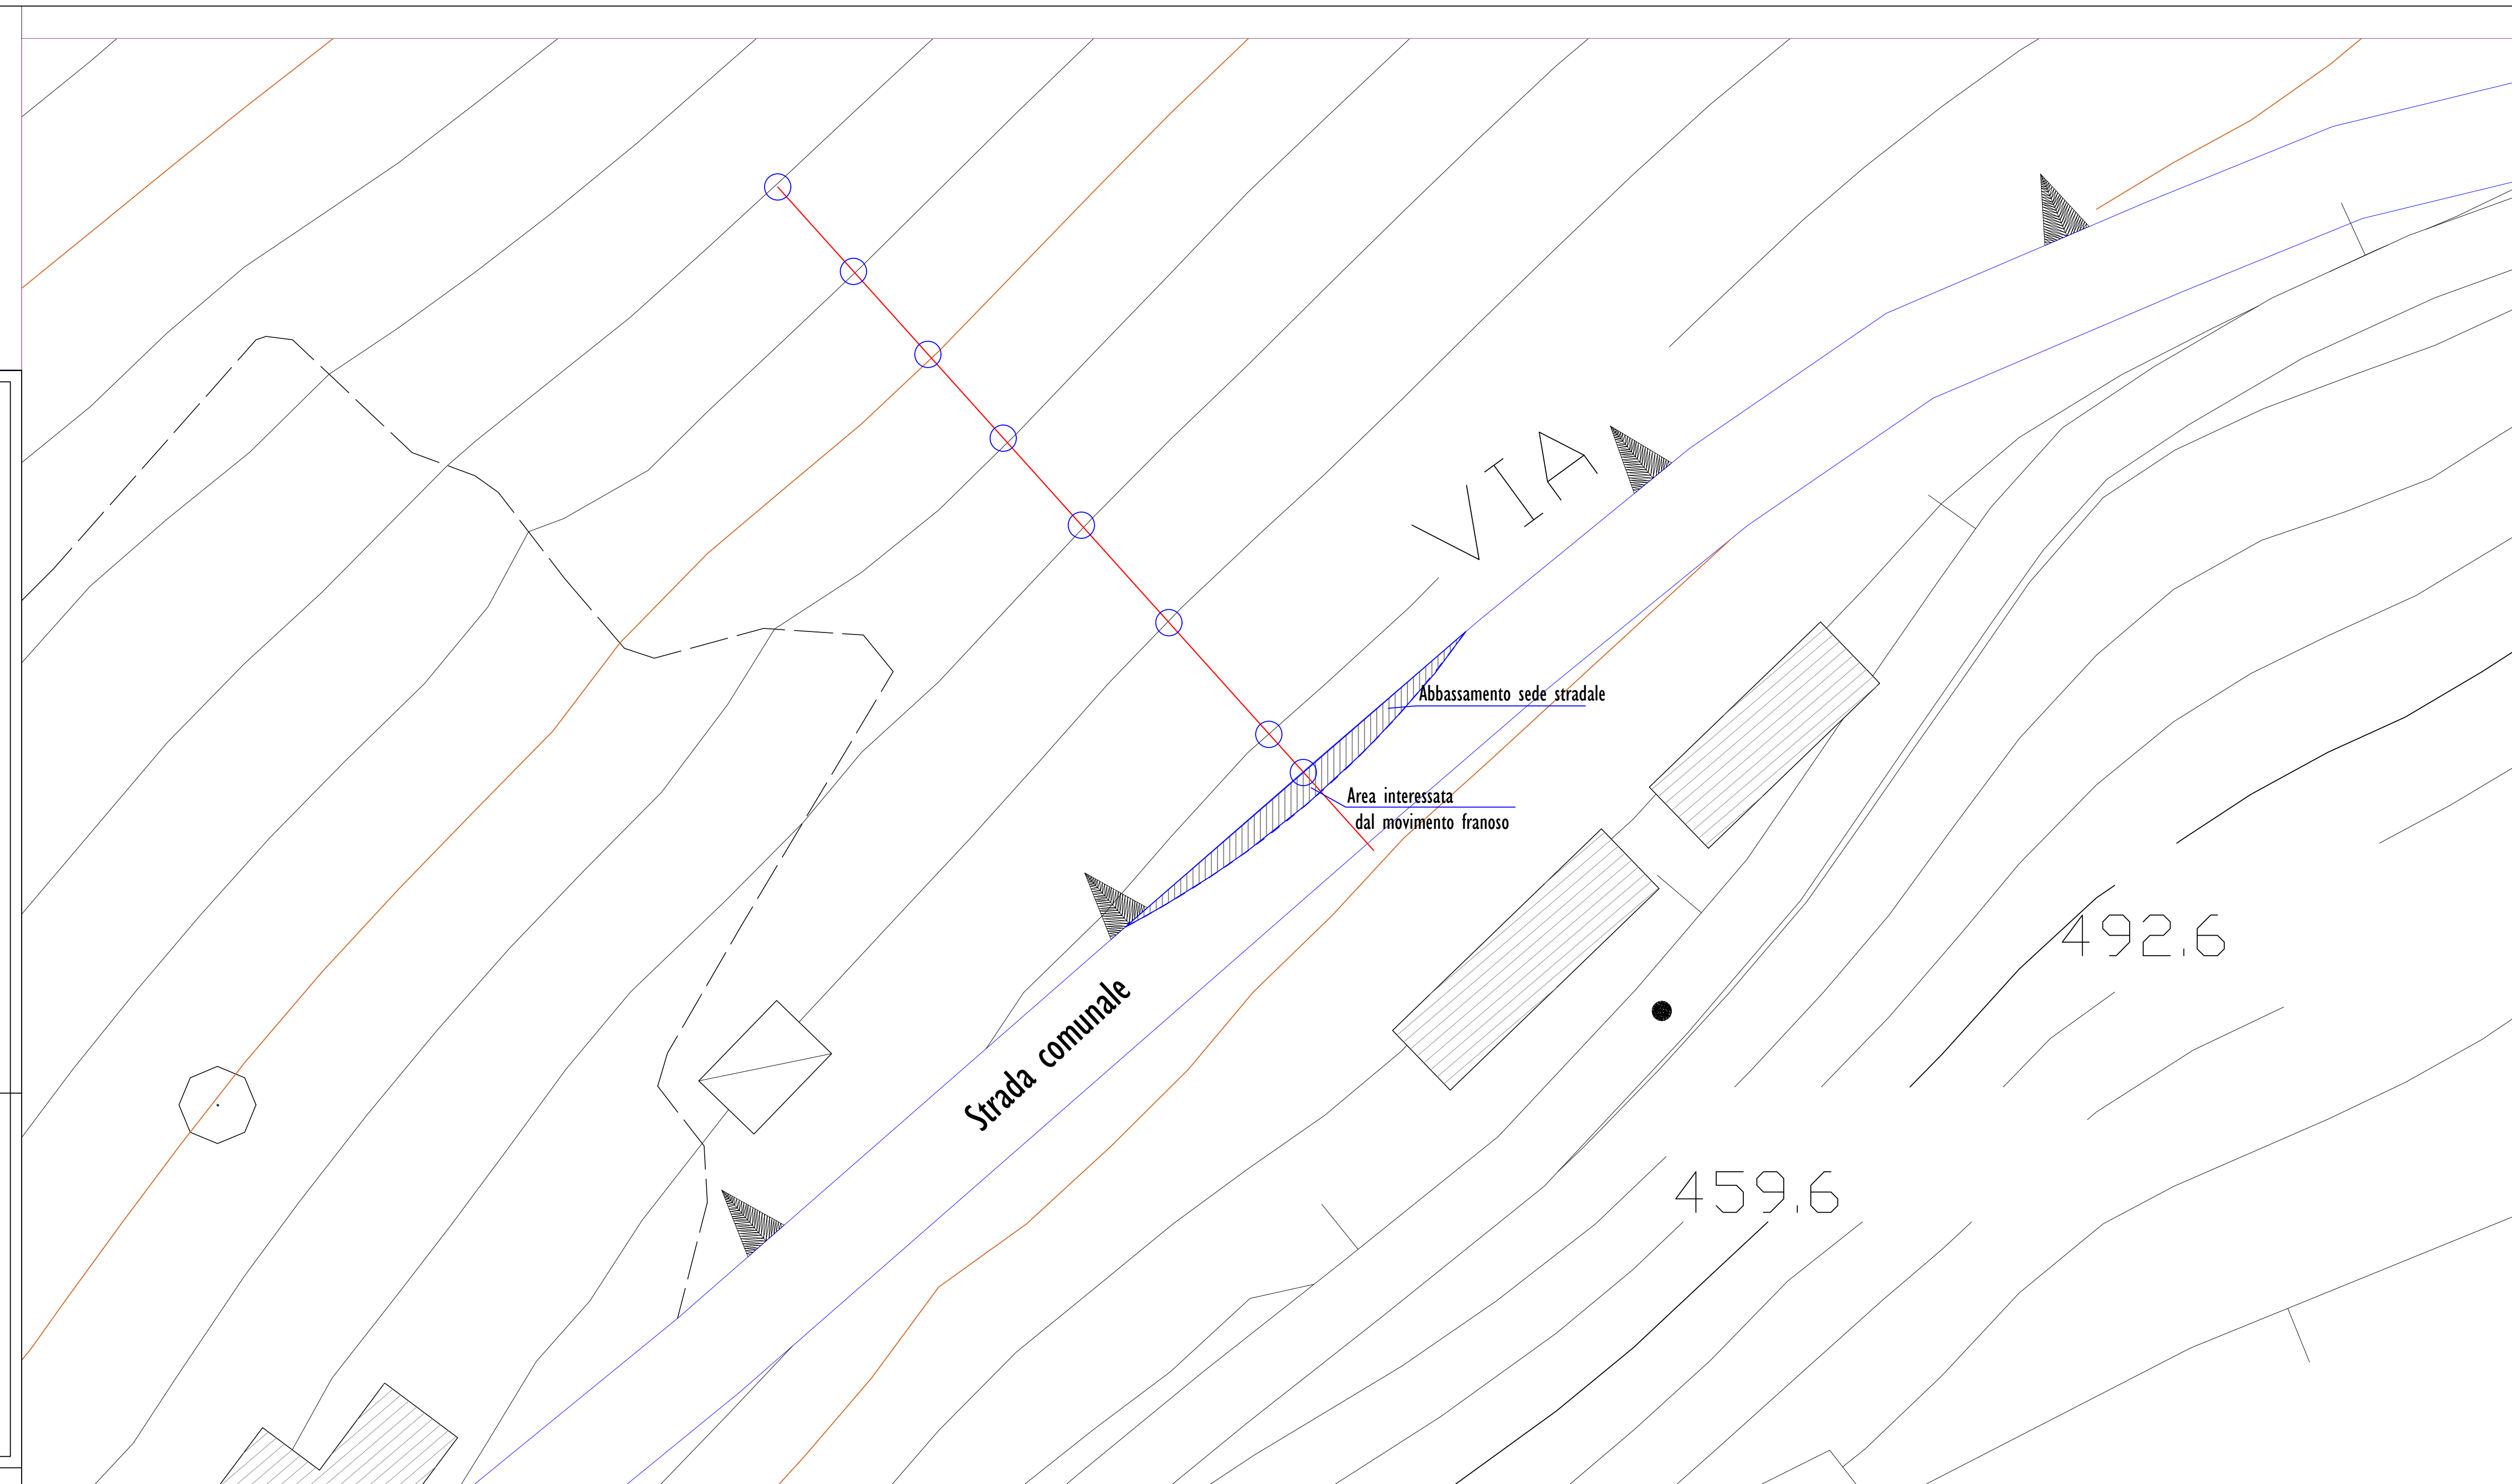 VIA
Abbassamento sede stradale
Area interessata
dal movimento franoso
492.6
Strada comunale
459.6